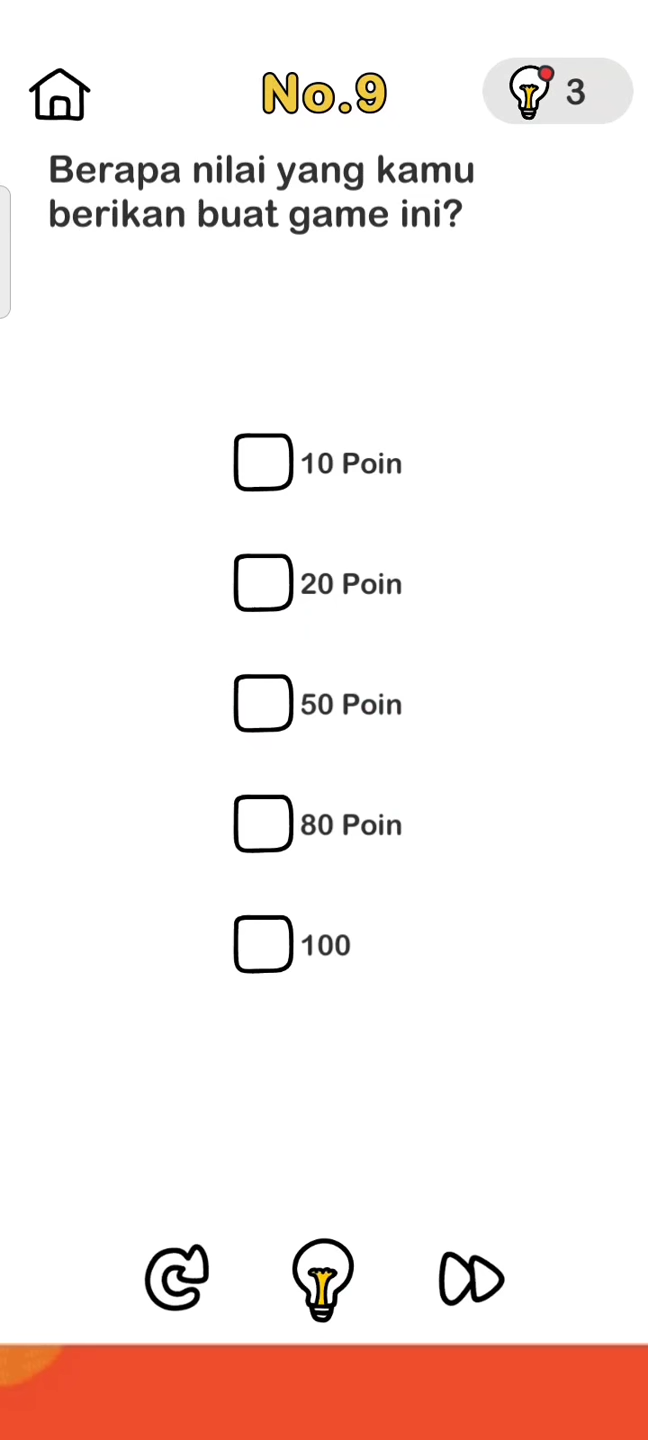 No.9
3
Berapa nilai yang kamu
berikan buat game ini?
10 Poin
20 Poin
50 Poin
80 Poin
100